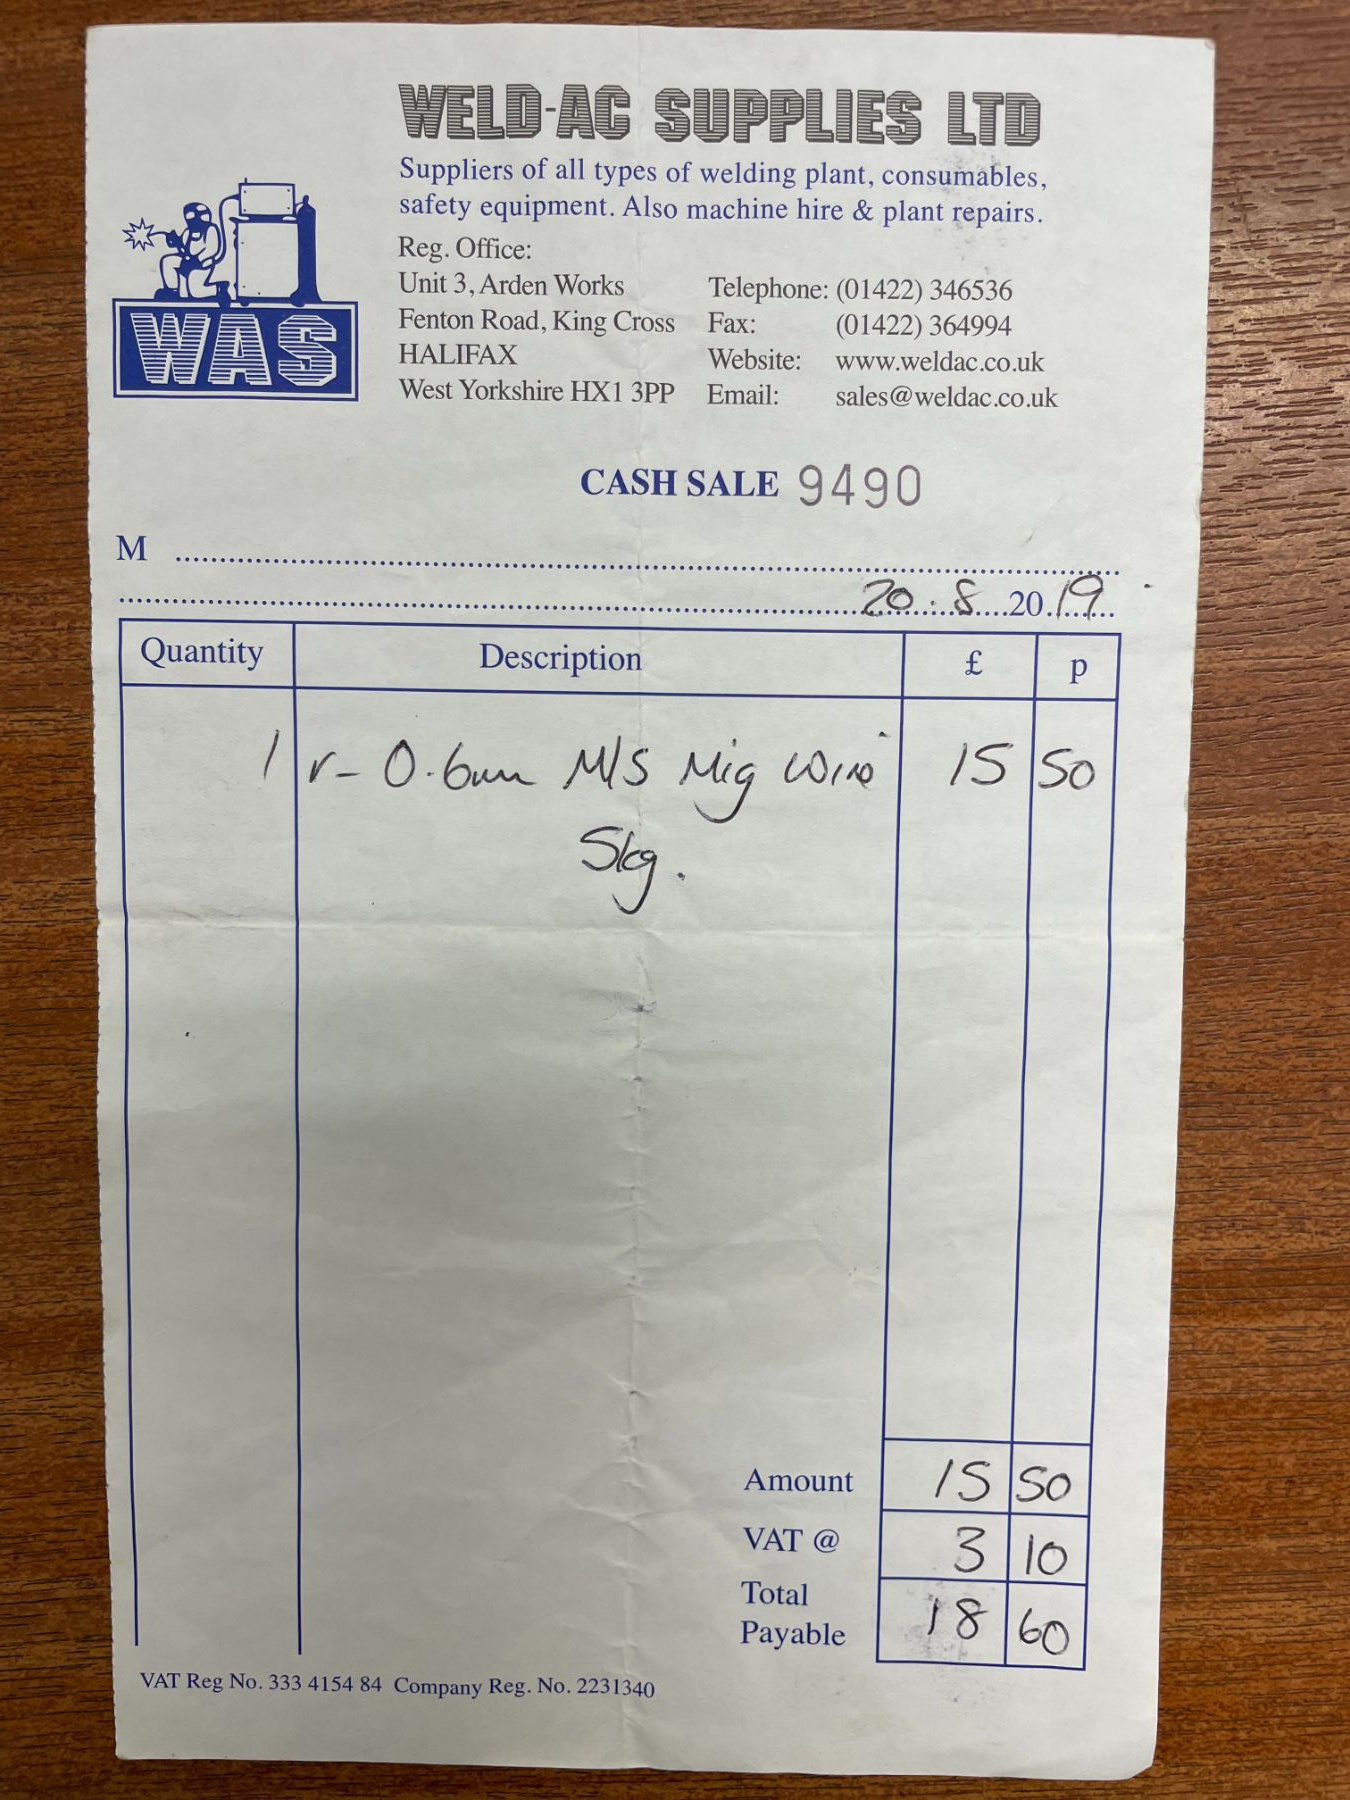 WELD-AC SUPPLIES LTD
Suppliers of all types of welding plant, consumables,
safety equipment. Also machine hire & plant repairs.
WAS
Reg. Office:
Unit 3, Arden Works Telephone: (01422) 346536
Fenton Road, King Cross Fax: (01422) 364994
HALIFAX Website: www.weldac.co.uk
West Yorkshire HX1 3PP Email: sales@weldac.co.uk
CASH SALE 9490
M
20.8 2019
Quantity Description £ p
1 r- 0.6mm M/S Mig Wire 15 50
5kg.
Amount 15 50
VAT @ 3 10
Total
Payable 18 60
VAT Reg No. 333 4154 84 Company Reg. No. 2231340